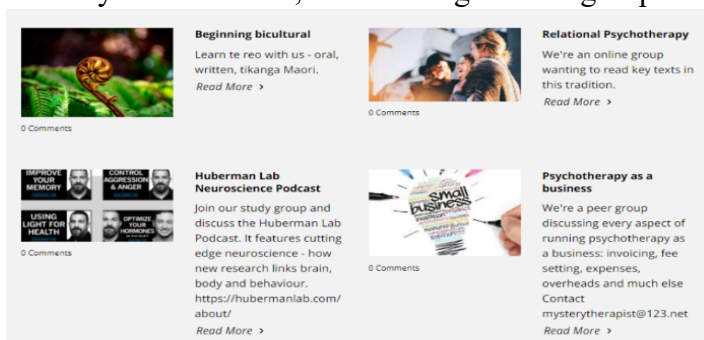 Beginning bicultural
Learn te reo with us - oral,
written, tikanga Maori.
Read More >
0 Comments
Relational Psychotherapy
We're an online group
wanting to read key texts in
this tradition.
Read More >
0 Comments
IMPROVE
YOUR
MEMORY
CONTROL
AGGRESSION
& ANGER
USING
LIGHT FOR
HEALTH
OPTIMIZE
YOUR
HORMONES
0 Comments
Huberman Lab
Neuroscience Podcast
Join our study group and
discuss the Huberman Lab
Podcast. It features cutting
edge neuroscience - how
new research links brain,
body and behaviour.
https://hubermanlab.com/
about/
Read More >
small
business
0 Comments
Psychotherapy as a
business
We're a peer group
discussing every aspect of
running psychotherapy as
a business: invoicing, fee
setting, expenses,
overheads and much else
Contact
mysterytherapist@123.net
Read More >